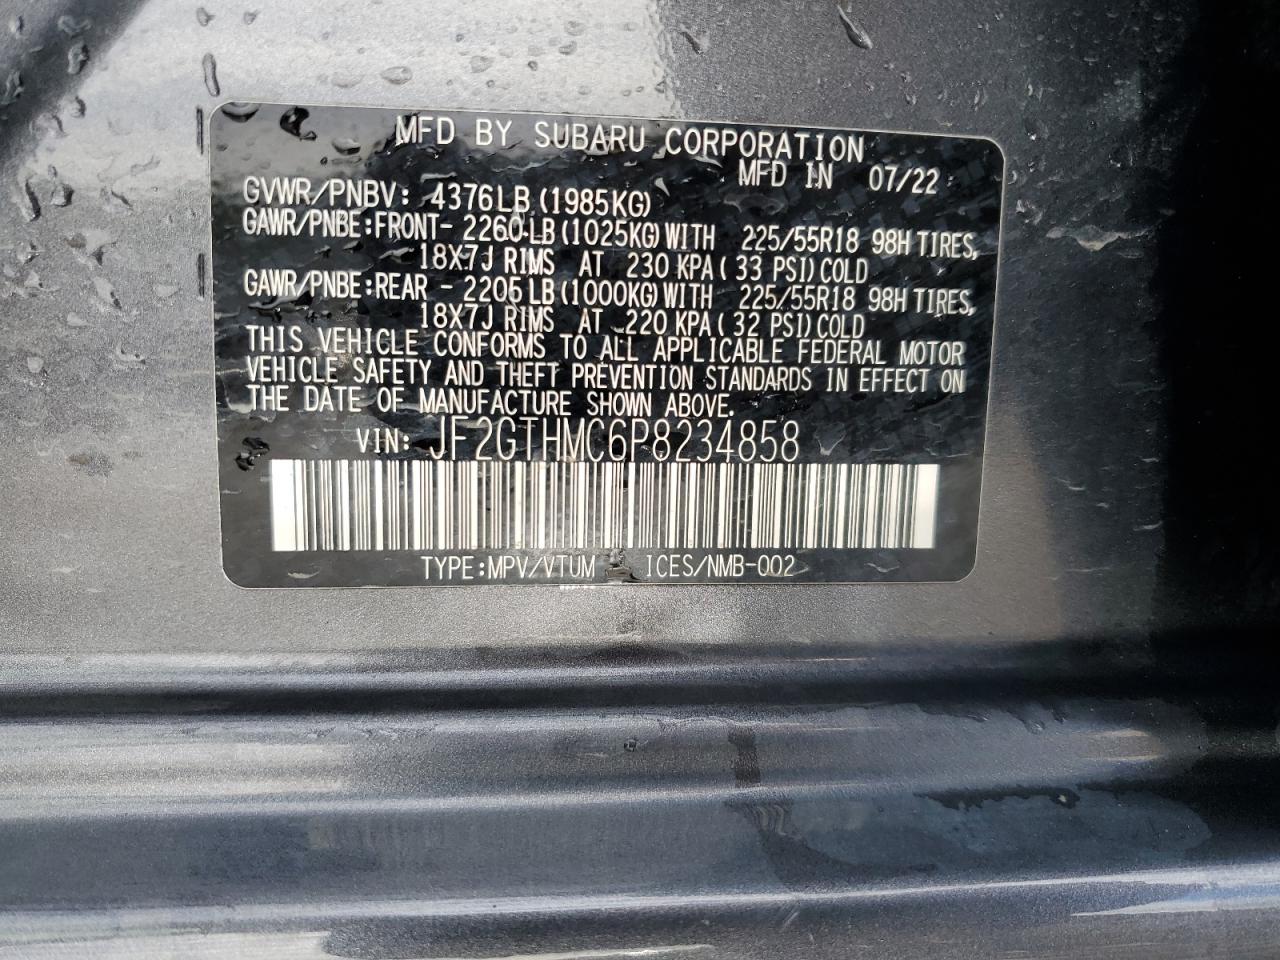 MFD BY SUBARU CORPORATION
MFD IN 07/22
GVWR/PNBV: 4376LB (1985KG)
GAWR/PNBE:FRONT- 2260LB (1025KG) WITH 225/55R18 98H TIRES,
18X7J RIMS AT 230 KPA (33 PSI) COLD
GAWR/PNBE:REAR - 2205LB (1000KG) WITH 225/55R18 98H TIRES,
18X7J RIMS AT 220 KPA (32 PSI) COLD
THIS VEHICLE CONFORMS TO ALL APPLICABLE FEDERAL MOTOR
VEHICLE SAFETY AND THEFT PREVENTION STANDARDS IN EFFECT ON
THE DATE OF MANUFACTURE SHOWN ABOVE.
VIN: JF2GTHMC6P8234858
TYPE:MPV/VTUM ICES/NMB-002